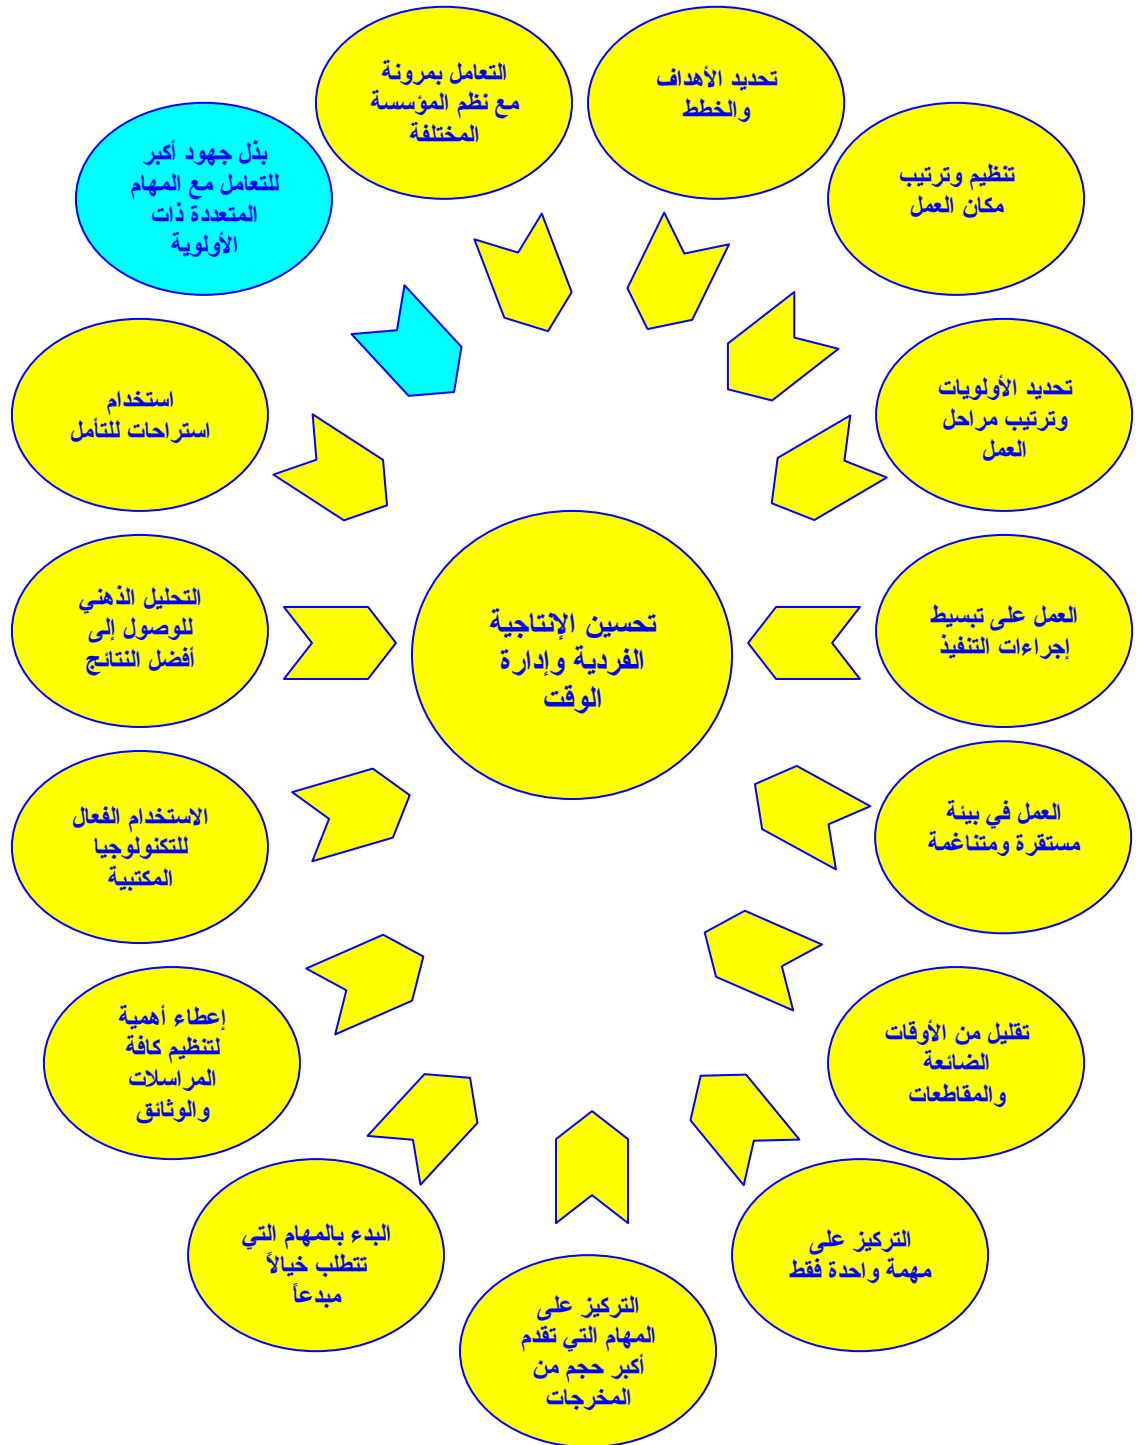 تحديد الأهداف
والخطط
تنظيم وترتيب
مكان العمل
تحديد الأولويات
وترتيب مراحل
العمل
العمل على تبسيط
إجراءات التنفيذ
العمل في بيئة
مستقرة ومتناغمة
تقليل من الأوقات
الضائعة
والمقاطعات
التركيز على
مهمة واحدة فقط
التركيز على
المهام التي تقدم
أكبر حجم من
المخرجات
البدء بالمهام التي
تتطلب خيالاً
مبدعاً
إعطاء أهمية
لتنظيم كافة
المراسلات
والوثائق
الاستخدام الفعال
للتكنولوجيا
المكتبية
التحليل الذهني
للوصول إلى
أفضل النتائج
استخدام
استراحات للتأمل
بذل جهود أكبر
للتعامل مع المهام
المتعددة ذات
الأولوية
التعامل بمرونة
مع نظم المؤسسة
المختلفة
تحسين الإنتاجية
الفردية وإدارة
الوقت